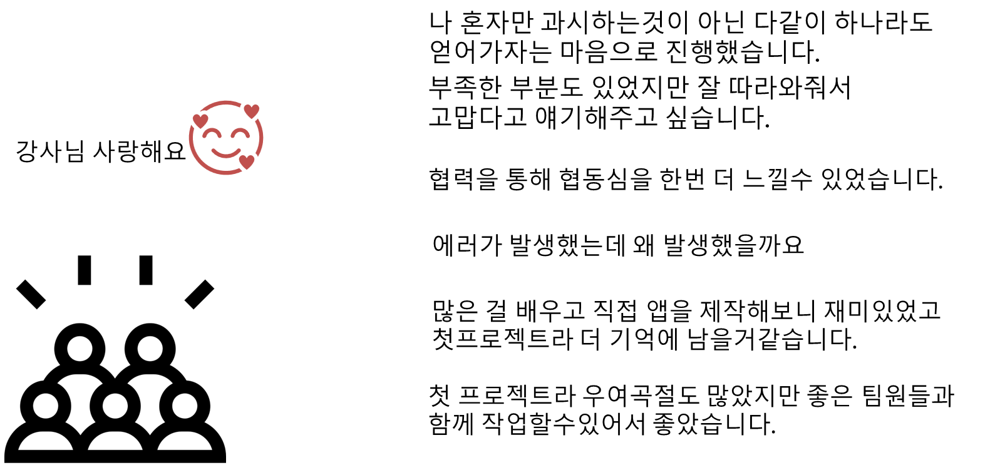 나 혼자만 과시하는것이 아닌 다같이 하나라도
얻어가자는 마음으로 진행했습니다.
부족한 부분도 있었지만 잘 따라와줘서
고맙다고 얘기해주고 싶습니다.
강사님 사랑해요
협력을 통해 협동심을 한번 더 느낄수 있었습니다.
에러가 발생했는데 왜 발생했을까요
많은 걸 배우고 직접 앱을 제작해보니 재미있었고
첫프로젝트라 더 기억에 남을거같습니다.
첫 프로젝트라 우여곡절도 많았지만 좋은 팀원들과
함께 작업할수있어서 좋았습니다.